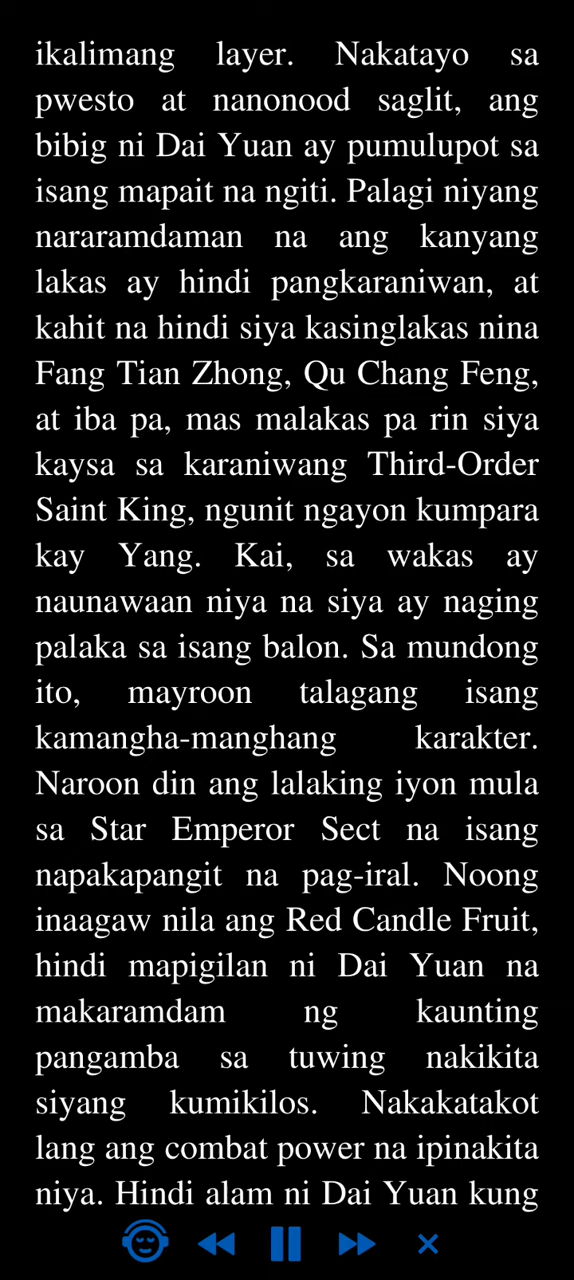 ikalimang layer. Nakatayo sa
pwesto at nanonood saglit, ang
bibig ni Dai Yuan ay pumulupot sa
isang mapait na ngiti. Palagi niyang
nararamdaman na ang kanyang
lakas ay hindi pangkaraniwan, at
kahit na hindi siya kasinglakas nina
Fang Tian Zhong, Qu Chang Feng,
at iba pa, mas malakas pa rin siya
kaysa sa karaniwang Third-Order
Saint King, ngunit ngayon kumpara
kay Yang. Kai, sa wakas ay
naunawaan niya na siya ay naging
palaka sa isang balon. Sa mundong
ito, mayroon talagang isang
kamangha-manghang karakter.
Naroon din ang lalaking iyon mula
sa Star Emperor Sect na isang
napakapangit na pag-iral. Noong
inaagaw nila ang Red Candle Fruit,
hindi mapigilan ni Dai Yuan na
makaramdam ng kaunting
pangamba sa tuwing nakikita
siyang kumikilos. Nakakatakot
lang ang combat power na ipinakita
niya. Hindi alam ni Dai Yuan kung